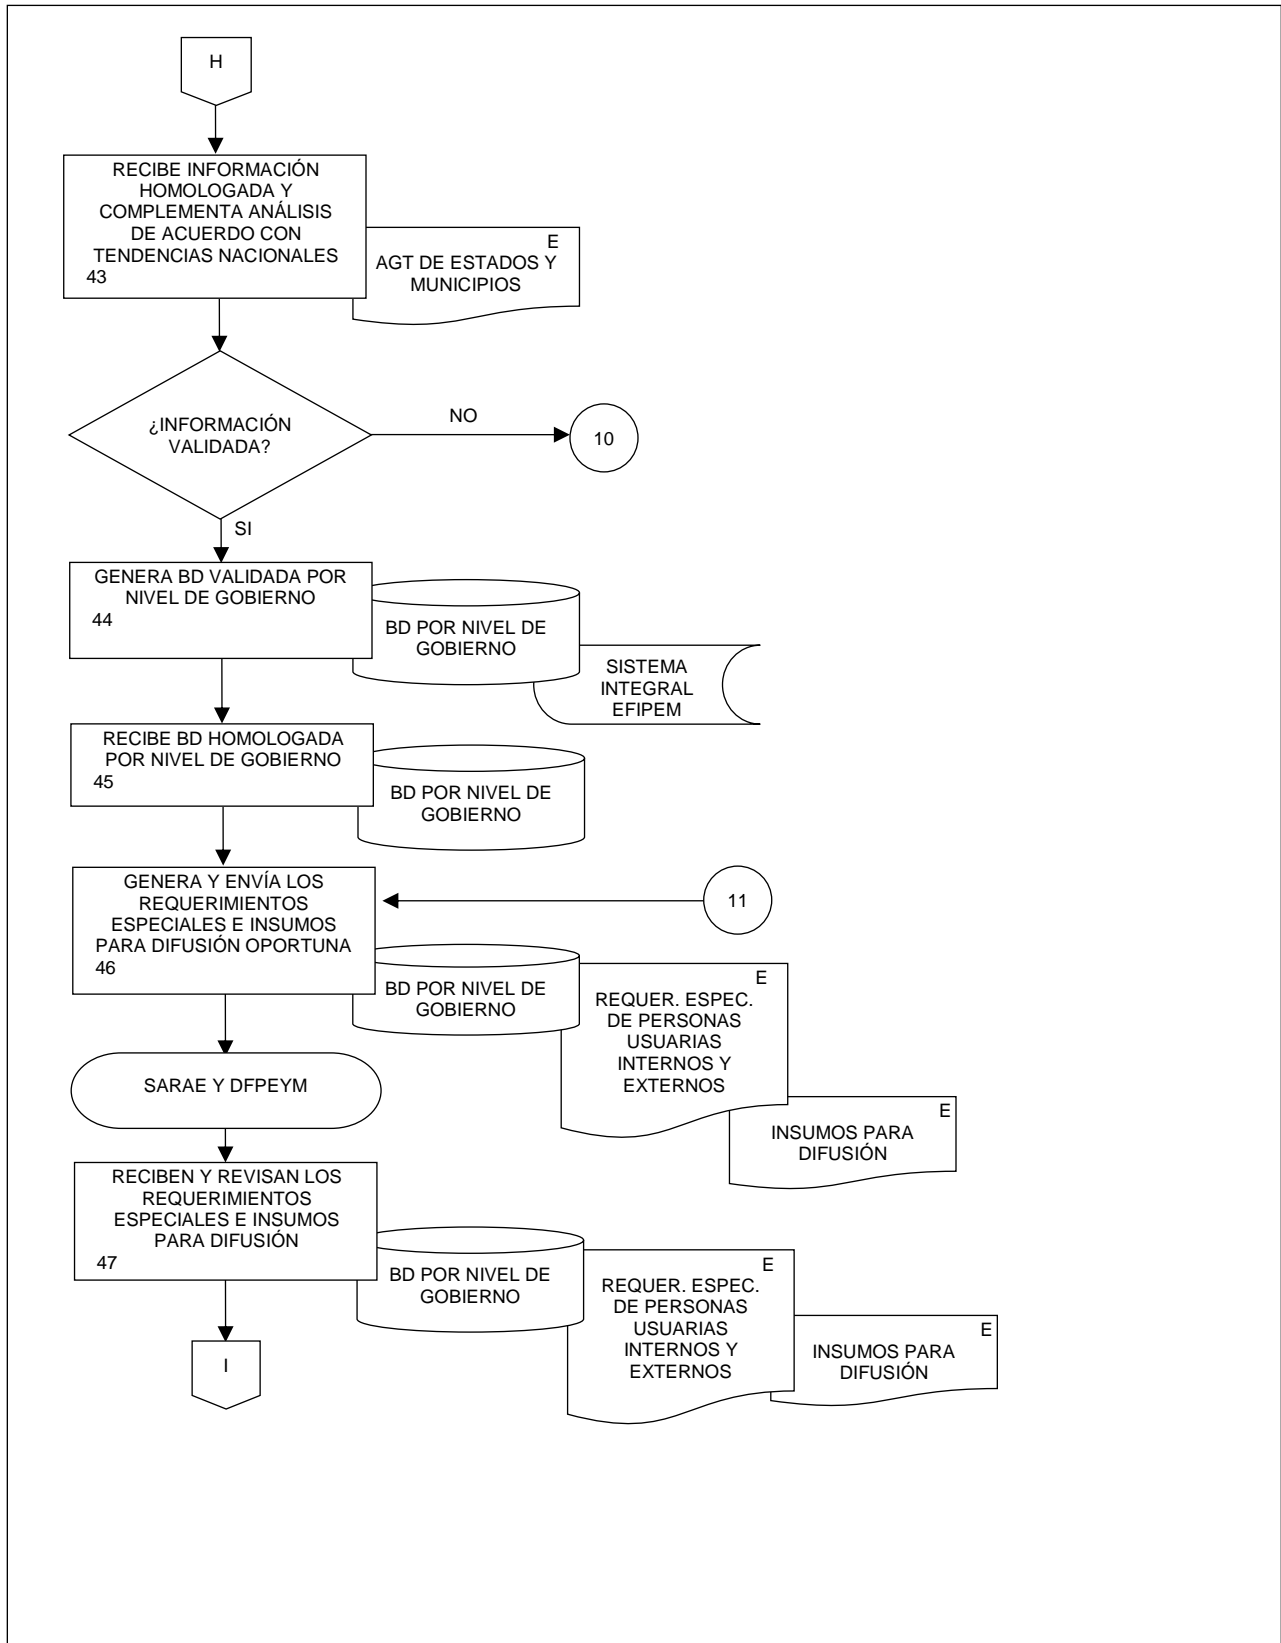 H
RECIBE INFORMACIÓN
HOMOLOGADA Y
COMPLEMENTA ANÁLISIS
DE ACUERDO CON
TENDENCIAS NACIONALES
43
E
AGT DE ESTADOS Y
MUNICIPIOS
¿INFORMACIÓN
VALIDADA?
NO
10
SI
GENERA BD VALIDADA POR
NIVEL DE GOBIERNO
44
BD POR NIVEL DE
GOBIERNO
SISTEMA
INTEGRAL
EFIPEM
RECIBE BD HOMOLOGADA
POR NIVEL DE GOBIERNO
45
BD POR NIVEL DE
GOBIERNO
GENERA Y ENVÍA LOS
REQUERIMIENTOS
ESPECIALES E INSUMOS
PARA DIFUSIÓN OPORTUNA
46
11
BD POR NIVEL DE
GOBIERNO
E
REQUER. ESPEC.
DE PERSONAS
USUARIAS
INTERNOS Y
EXTERNOS
E
INSUMOS PARA
DIFUSIÓN
SARAE Y DFPEYM
RECIBEN Y REVISAN LOS
REQUERIMIENTOS
ESPECIALES E INSUMOS
PARA DIFUSIÓN
47
BD POR NIVEL DE
GOBIERNO
E
REQUER. ESPEC.
DE PERSONAS
USUARIAS
INTERNOS Y
EXTERNOS
E
INSUMOS PARA
DIFUSIÓN
I